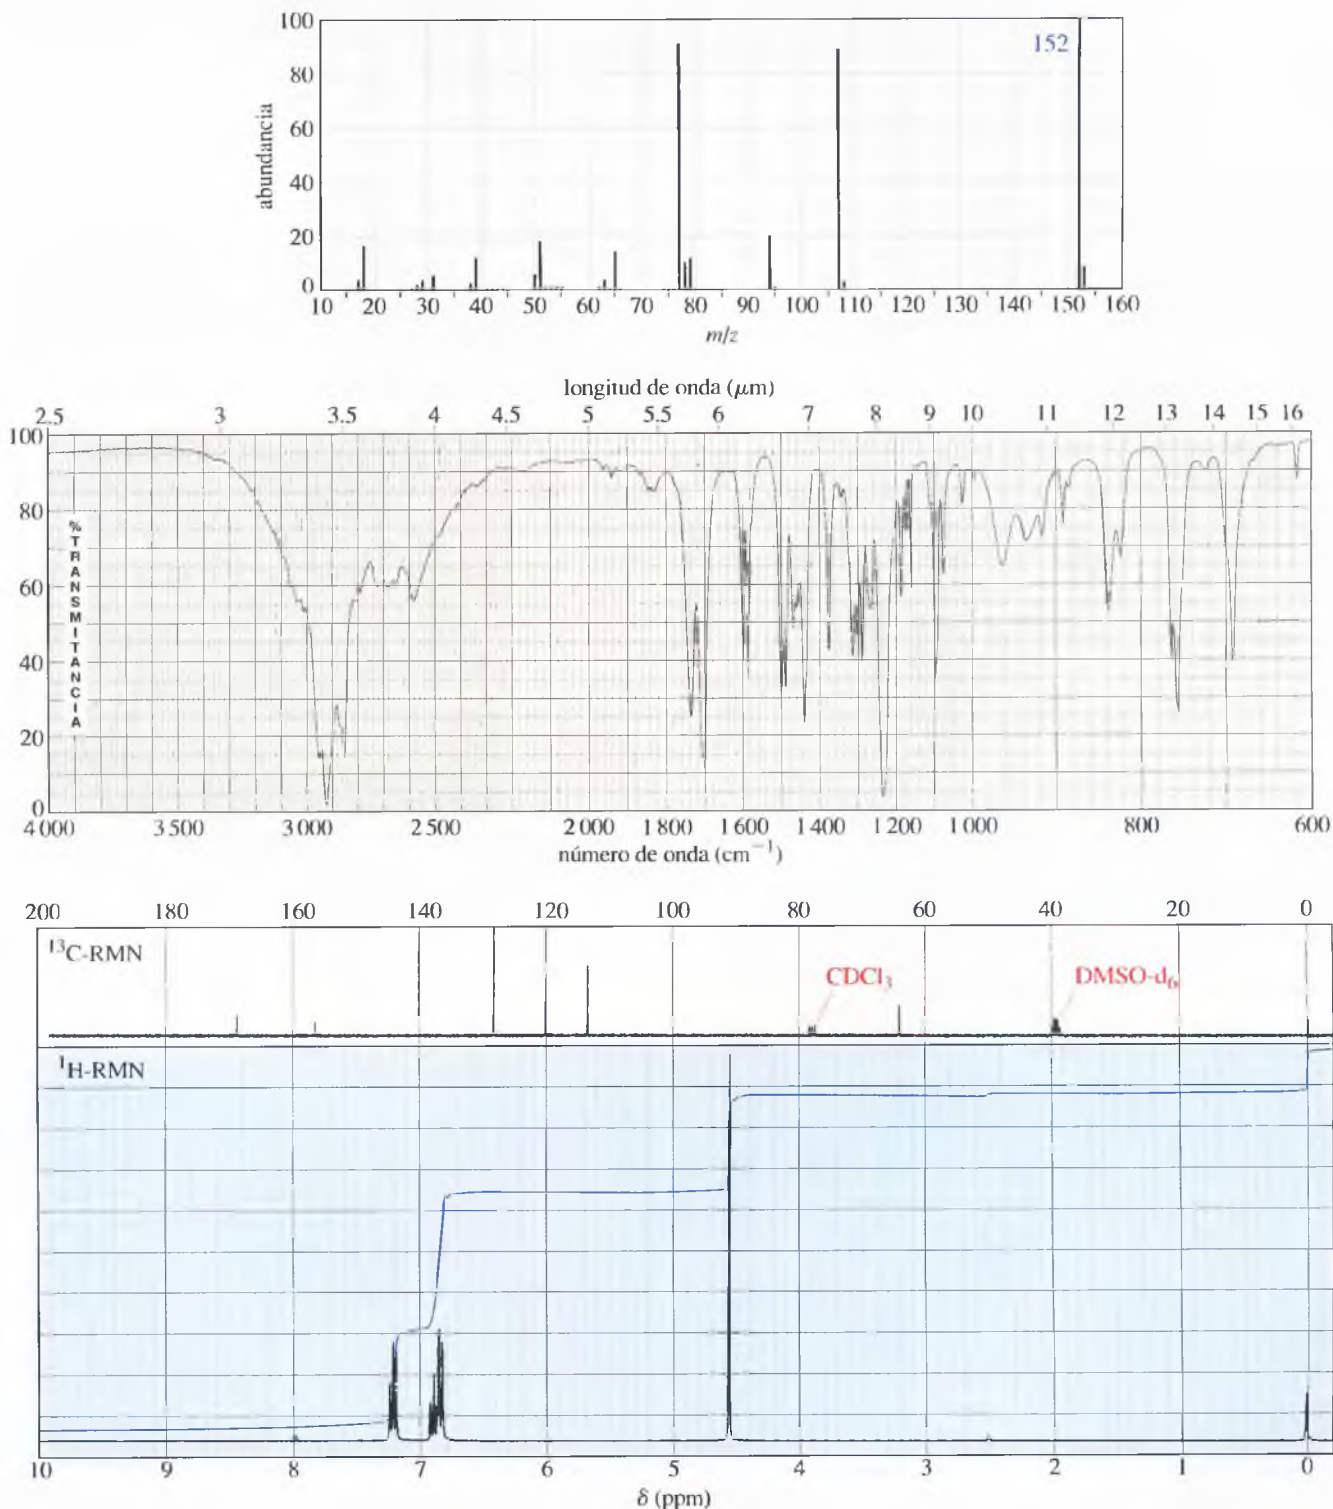 100
80
60
40
20
0
abundancia
152
10 20 30 40 50 60 70 80 90 100 110 120 130 140 150 160
m/z
longitud de onda (μm)
2.5 3 3.5 4 4.5 5 5.5 6 7 8 9 10 11 12 13 14 15 16
100
80
60
40
20
0
% TRANSMITANCIA
4 000 3 500 3 000 2 500 2 000 1 800 1 600 1 400 1 200 1 000 800 600
número de onda (cm⁻¹)
200 180 160 140 120 100 80 60 40 20 0
¹³C-RMN
CDCl₃
DMSO-d₆
¹H-RMN
10 9 8 7 6 5 4 3 2 1 0
δ (ppm)